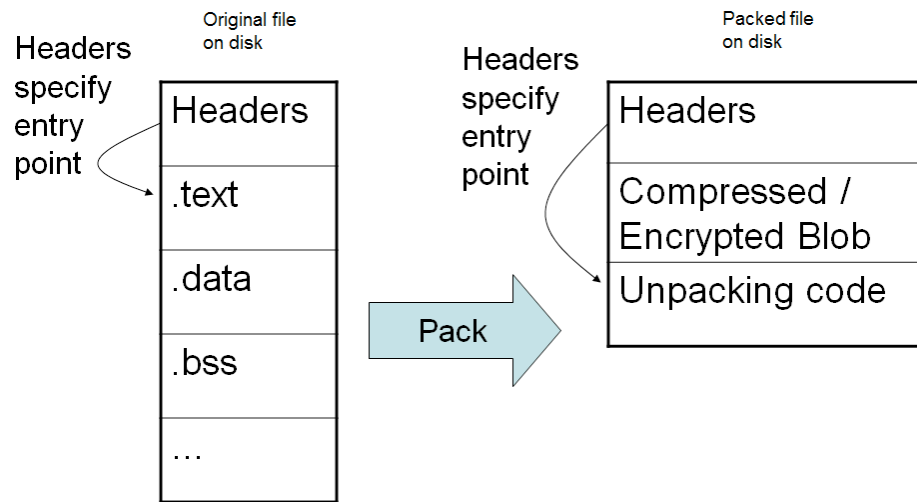 Original file
on disk
Headers
specify
entry
point
Headers
.text
.data
.bss
...
Pack
Packed file
on disk
Headers
specify
entry
point
Headers
Compressed /
Encrypted Blob
Unpacking code